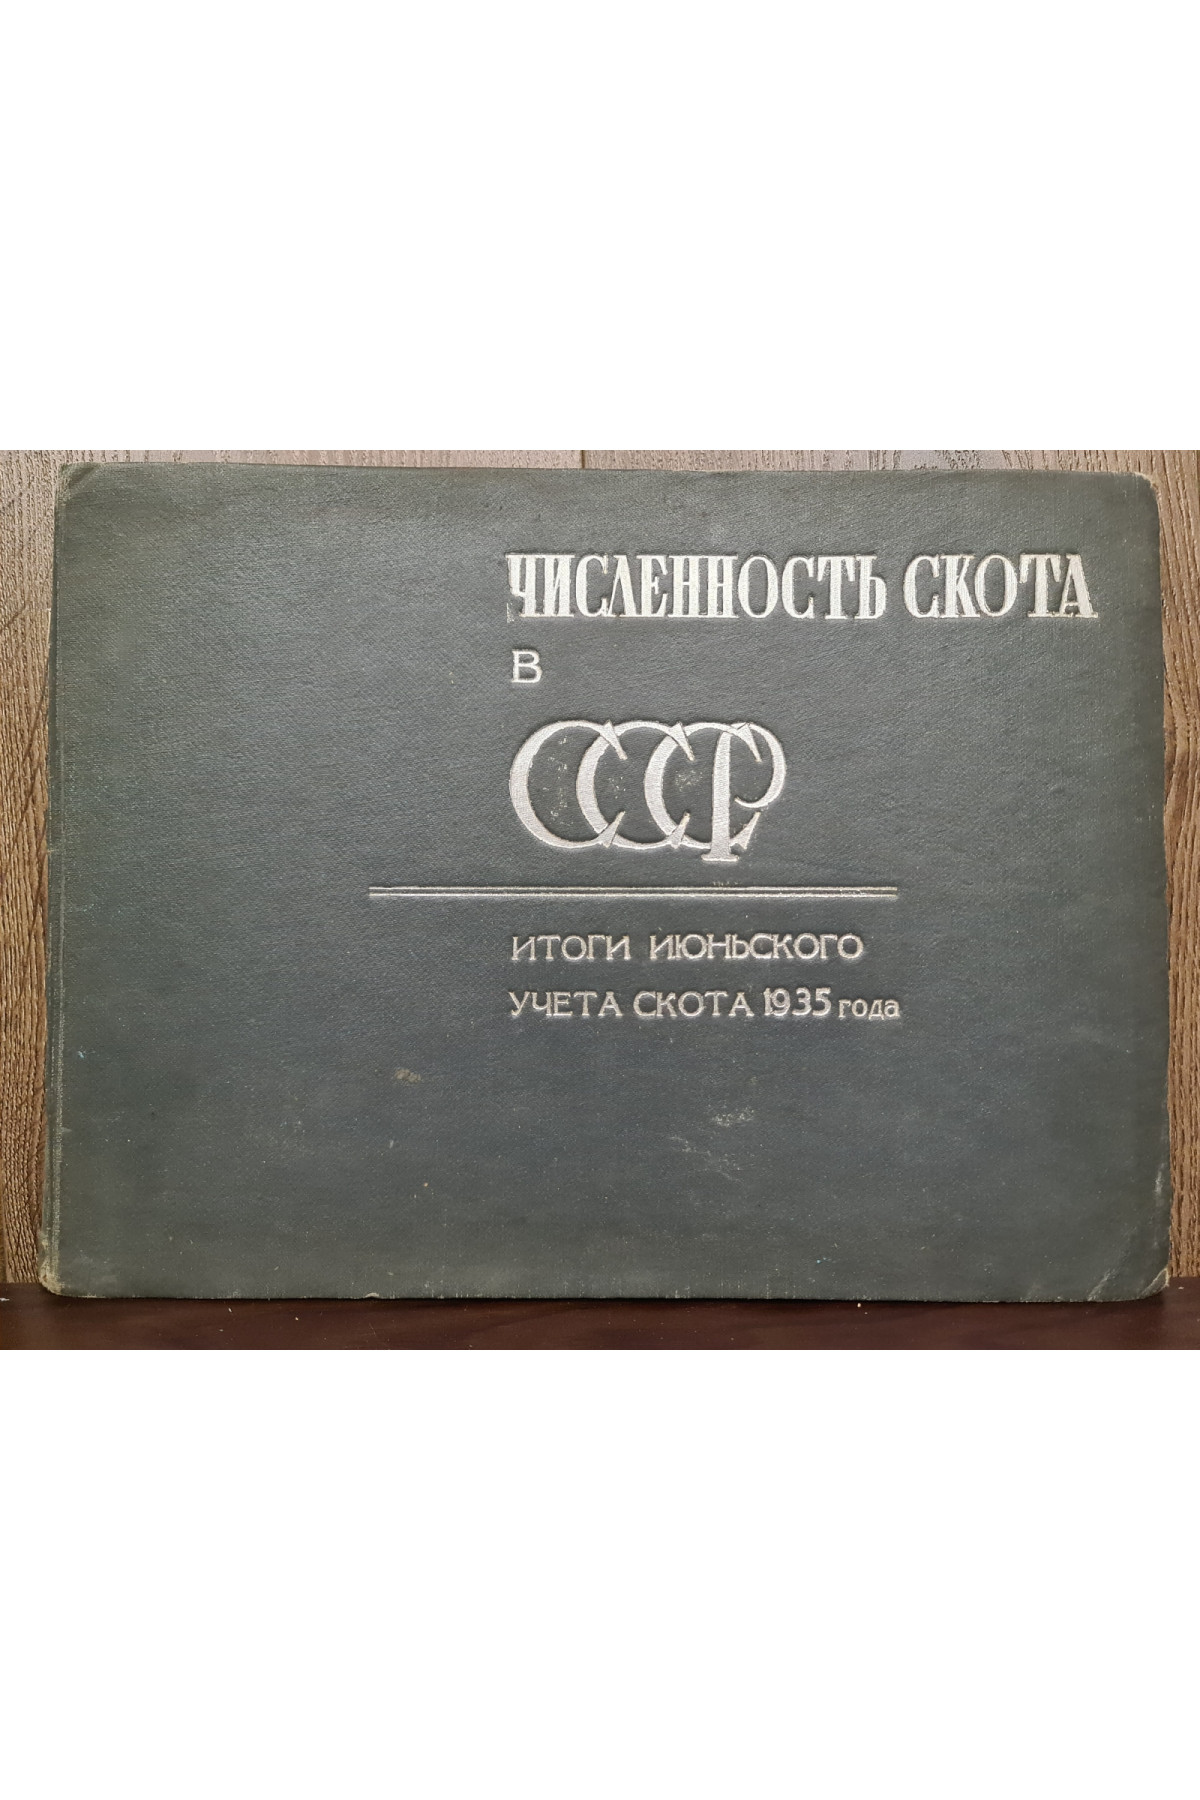 ЧИСЛЕННОСТЬ СКОТА
В
СССР
ИТОГИ ИЮНЬСКОГО
УЧЕТА СКОТА 1935 года